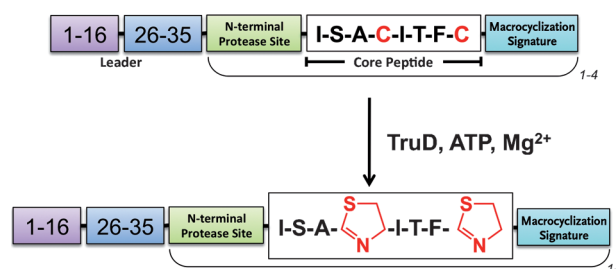 1-16
26-35
N-terminal
Protease Site
I-S-A-C-I-T-F-C
Macrocyclization
Signature
Leader
Core Peptide
1-4
TruD, ATP, Mg²⁺
1-16
26-35
N-terminal
Protease Site
I-S-A-
S
N
-I-T-F-
S
N
Macrocyclization
Signature